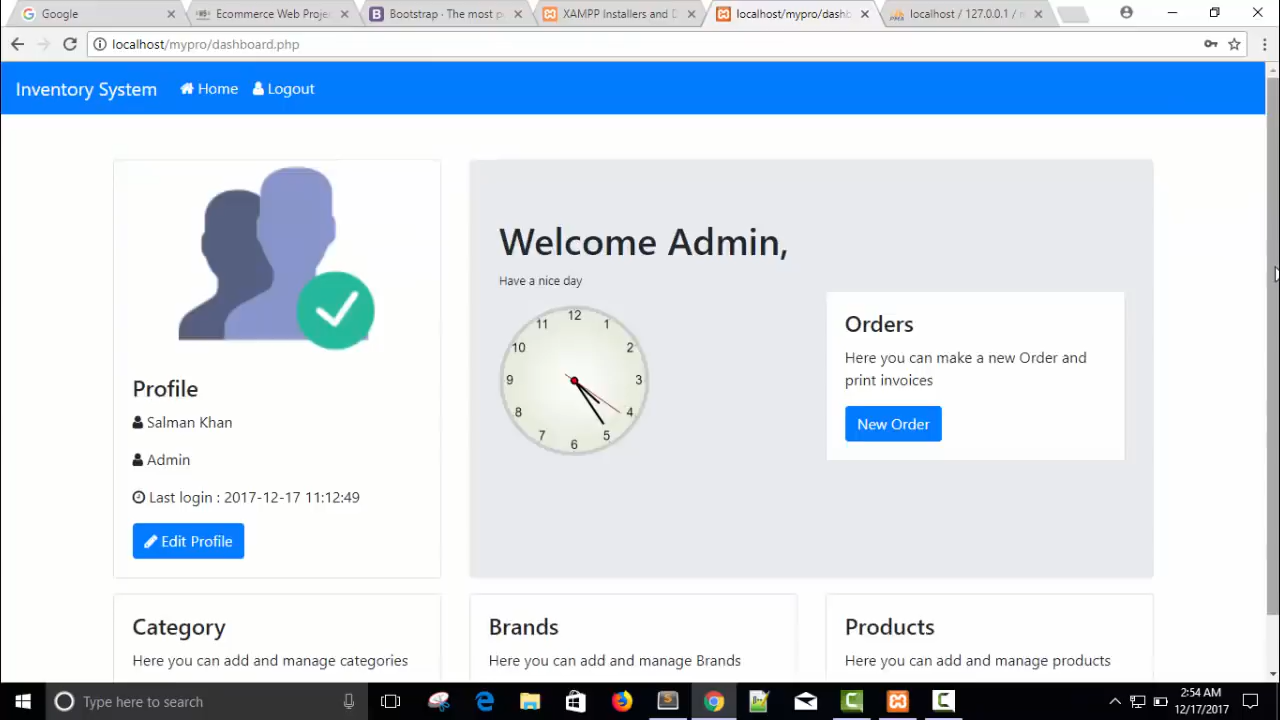 Google
Ecommerce Web Proje
Bootstrap · The most p
XAMPP Installers and D
localhost/mypro/dashb
localhost / 127.0.0.1 /
localhost/mypro/dashboard.php
Inventory System
Home
Logout
Profile
Salman Khan
Admin
Last login : 2017-12-17 11:12:49
Edit Profile
Welcome Admin,
Have a nice day
12
11 1
10 2
9 3
8 4
7 5
6
Orders
Here you can make a new Order and
print invoices
New Order
Category
Here you can add and manage categories
Brands
Here you can add and manage Brands
Products
Here you can add and manage products
Type here to search
2:54 AM
12/17/2017